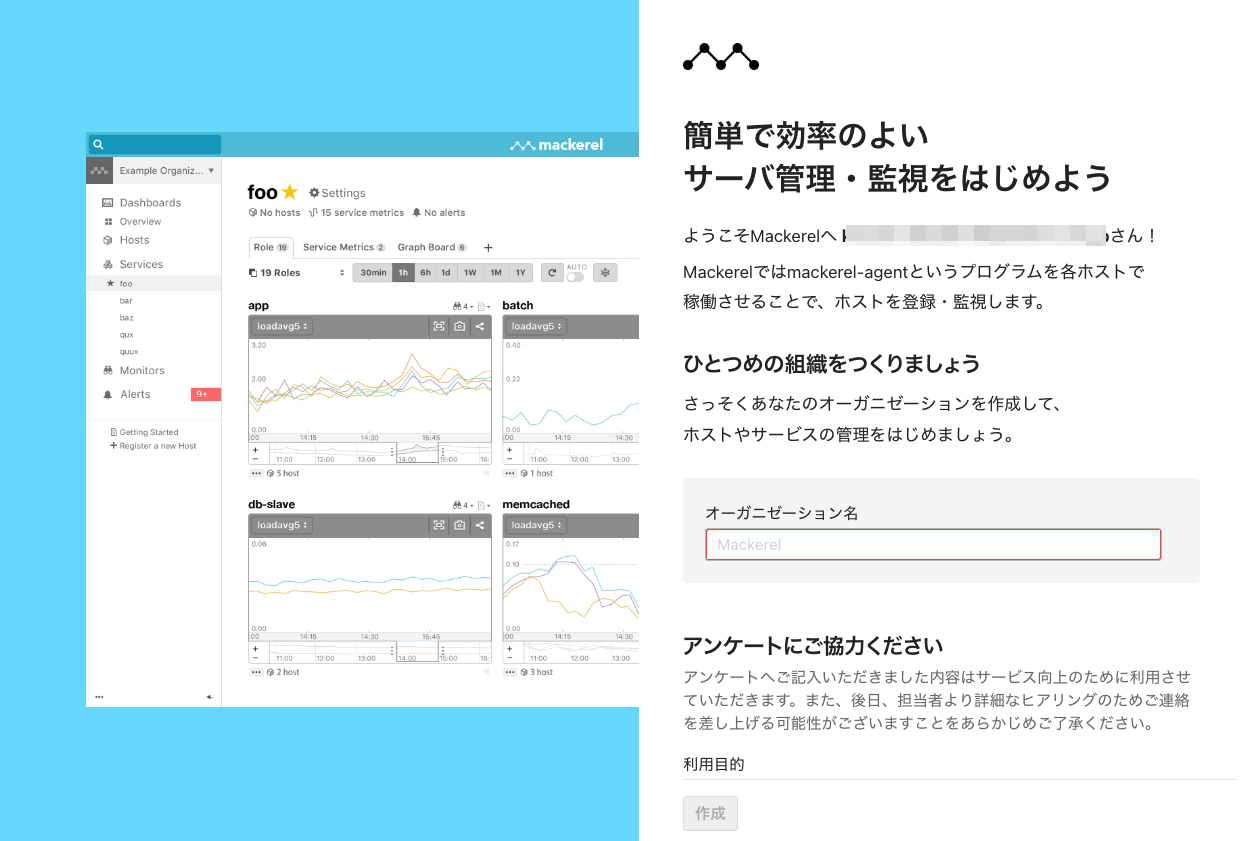 mackerel
Example Organiz...
Dashboards
Overview
Hosts
Services
foo
bar
baz
qux
quux
Monitors
Alerts 9+
Getting Started
Register a new Host
foo Settings
No hosts 15 service metrics No alerts
Role 19 Service Metrics 2 Graph Board 6 +
19 Roles 30min 1h 6h 1d 1W 1M 1Y AUTO
app 4
loadavg5
3.20
2.00
0.00
:00 14:15 14:30 15:45
11:00 12:00 13:00 14:00 15:00 16:
5 host
batch
loadavg5
0.40
0.22
0.00
:00 14:15 14:30
11:00 12:00 13:00
1 host
db-slave 4
loadavg5
0.06
0.00
:00 14:15 14:30 15:45
11:00 12:00 13:00 14:00 15:00 16:
2 host
memcached
loadavg5
0.17
0.10
0.00
:00 14:15 14:30
11:00 12:00 13:00
3 host
簡単で効率のよい
サーバ管理・監視をはじめよう
ようこそMackerelへ さん！
Mackerelではmackerel-agentというプログラムを各ホストで
稼働させることで、ホストを登録・監視します。
ひとつめの組織をつくりましょう
さっそくあなたのオーガニゼーションを作成して、
ホストやサービスの管理をはじめましょう。
オーガニゼーション名
Mackerel
アンケートにご協力ください
アンケートへご記入いただきました内容はサービス向上のために利用させ
ていただきます。また、後日、担当者より詳細なヒアリングのためご連絡
を差し上げる可能性がございますことをあらかじめご了承ください。
利用目的
作成